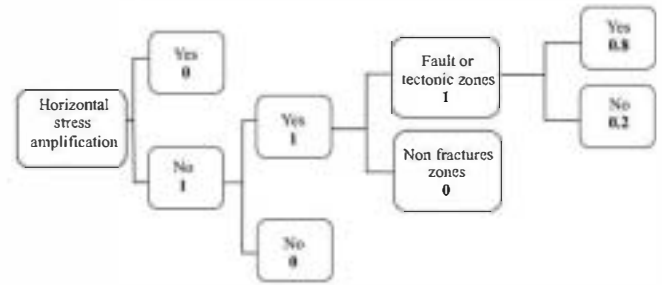 Horizontal
stress
amplification
Yes
0
No
1
Yes
1
No
0
Fault or
tectonic zones
1
Non fractures
zones
0
Yes
0.8
No
0.2